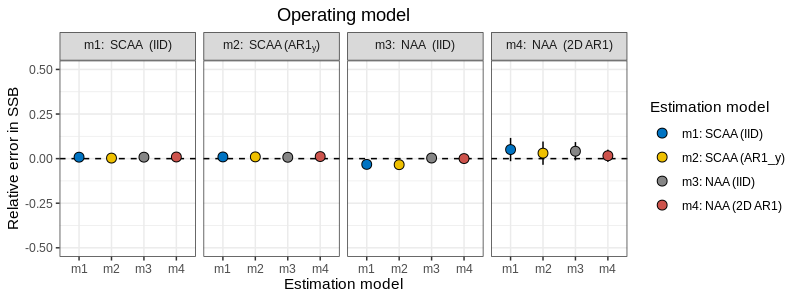 Operating model
m1: SCAA (IID)
m2: SCAA (AR1y)
m3: NAA (IID)
m4: NAA (2D AR1)
Relative error in SSB
0.50
0.25
0.00
-0.25
-0.50
m1 m2 m3 m4
m1 m2 m3 m4
m1 m2 m3 m4
m1 m2 m3 m4
Estimation model
Estimation model
m1: SCAA (IID)
m2: SCAA (AR1_y)
m3: NAA (IID)
m4: NAA (2D AR1)